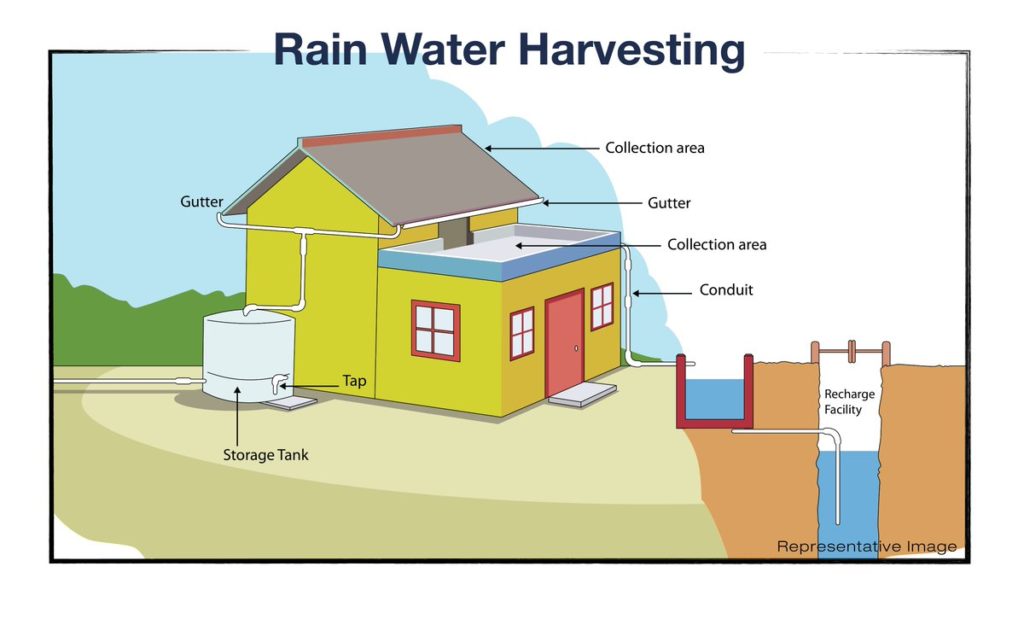 Rain Water Harvesting
Collection area
Gutter
Gutter
Collection area
Conduit
Tap
Recharge
Facility
Storage Tank
Representative Image